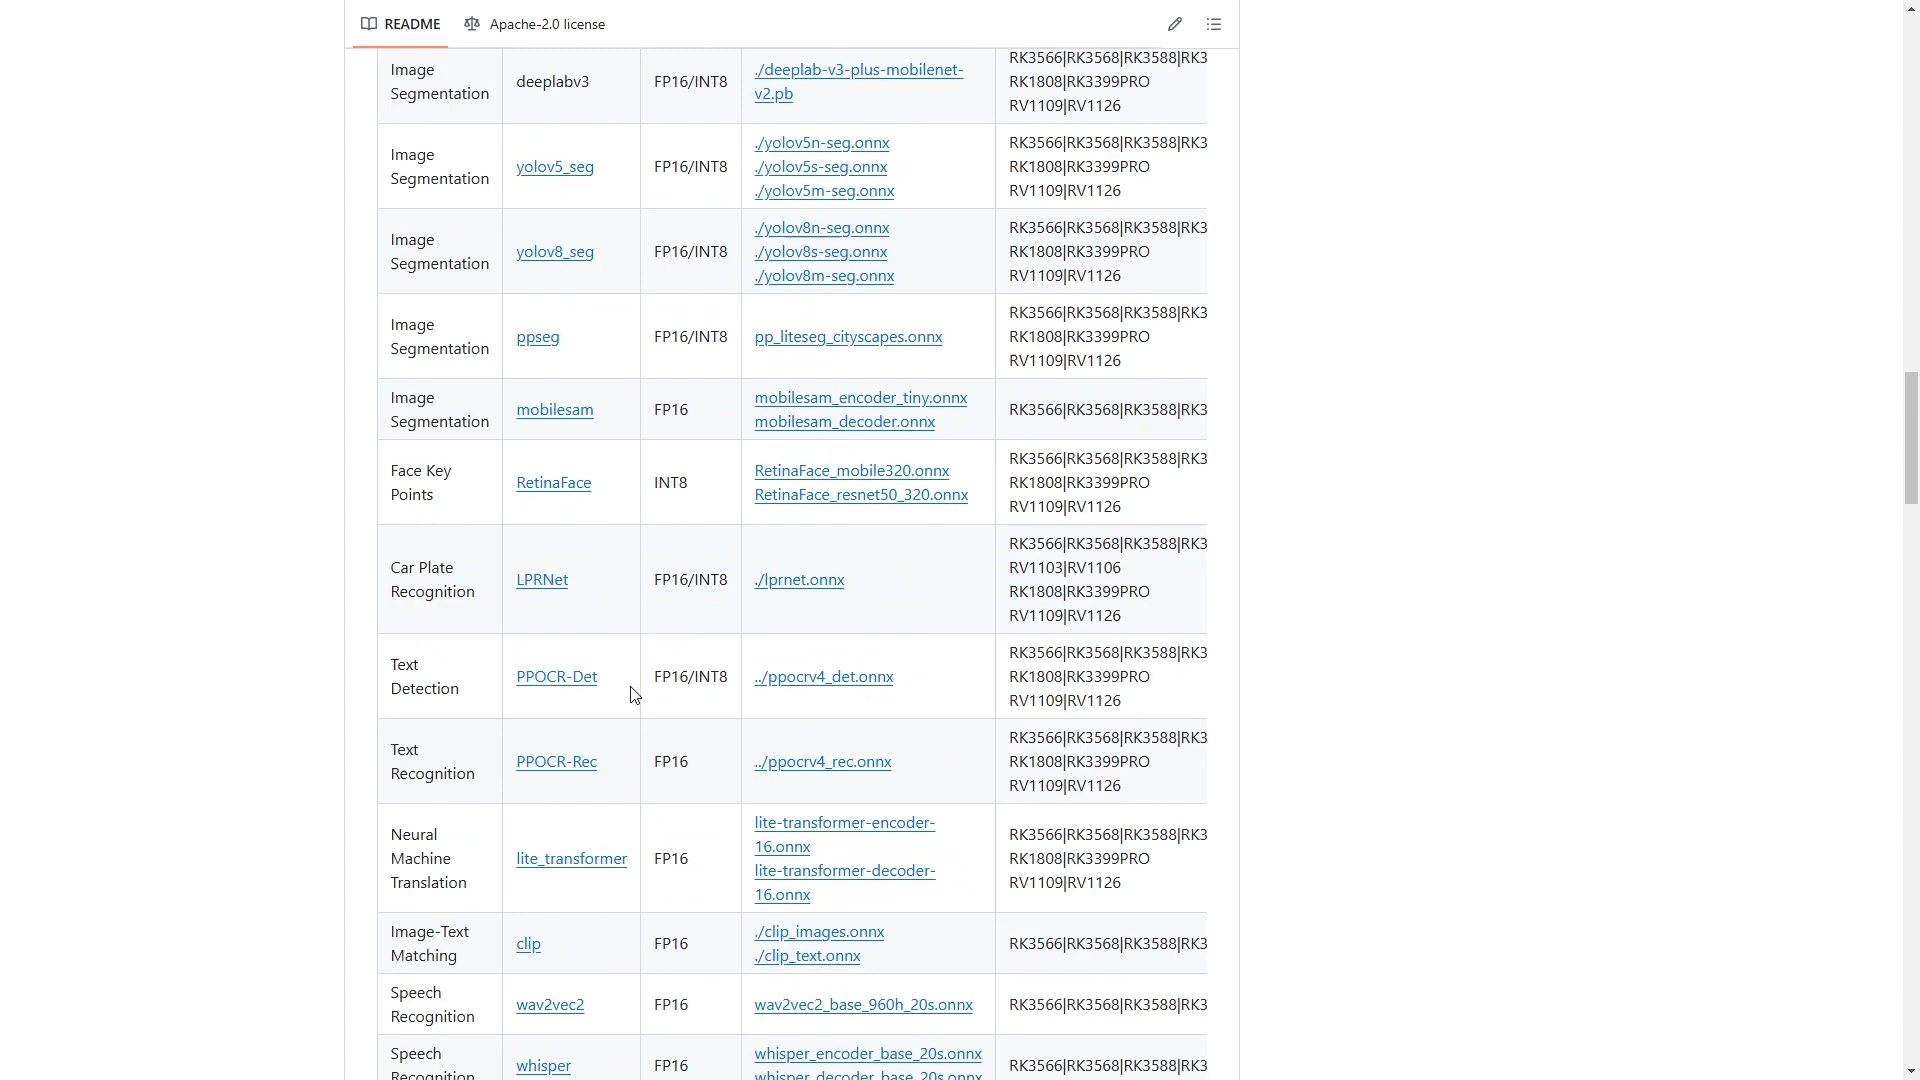 README
Apache-2.0 license
Image
Segmentation
deeplabv3
FP16/INT8
./deeplab-v3-plus-mobilenet-
v2.pb
RK3566|RK3568|RK3588|RK3
RK1808|RK3399PRO
RV1109|RV1126
Image
Segmentation
yolov5_seg
FP16/INT8
./yolov5n-seg.onnx
./yolov5s-seg.onnx
./yolov5m-seg.onnx
RK3566|RK3568|RK3588|RK3
RK1808|RK3399PRO
RV1109|RV1126
Image
Segmentation
yolov8_seg
FP16/INT8
./yolov8n-seg.onnx
./yolov8s-seg.onnx
./yolov8m-seg.onnx
RK3566|RK3568|RK3588|RK3
RK1808|RK3399PRO
RV1109|RV1126
Image
Segmentation
ppseg
FP16/INT8
pp_liteseg_cityscapes.onnx
RK3566|RK3568|RK3588|RK3
RK1808|RK3399PRO
RV1109|RV1126
Image
Segmentation
mobilesam
FP16
mobilesam_encoder_tiny.onnx
mobilesam_decoder.onnx
RK3566|RK3568|RK3588|RK3
Face Key
Points
RetinaFace
INT8
RetinaFace_mobile320.onnx
RetinaFace_resnet50_320.onnx
RK3566|RK3568|RK3588|RK3
RK1808|RK3399PRO
RV1109|RV1126
Car Plate
Recognition
LPRNet
FP16/INT8
./lprnet.onnx
RK3566|RK3568|RK3588|RK3
RV1103|RV1106
RK1808|RK3399PRO
RV1109|RV1126
Text
Detection
PPOCR-Det
FP16/INT8
../ppocrv4_det.onnx
RK3566|RK3568|RK3588|RK3
RK1808|RK3399PRO
RV1109|RV1126
Text
Recognition
PPOCR-Rec
FP16
../ppocrv4_rec.onnx
RK3566|RK3568|RK3588|RK3
RK1808|RK3399PRO
RV1109|RV1126
Neural
Machine
Translation
lite_transformer
FP16
lite-transformer-encoder-
16.onnx
lite-transformer-decoder-
16.onnx
RK3566|RK3568|RK3588|RK3
RK1808|RK3399PRO
RV1109|RV1126
Image-Text
Matching
clip
FP16
./clip_images.onnx
./clip_text.onnx
RK3566|RK3568|RK3588|RK3
Speech
Recognition
wav2vec2
FP16
wav2vec2_base_960h_20s.onnx
RK3566|RK3568|RK3588|RK3
Speech
Recognition
whisper
FP16
whisper_encoder_base_20s.onnx
whisper_decoder_base_20s.onnx
RK3566|RK3568|RK3588|RK3